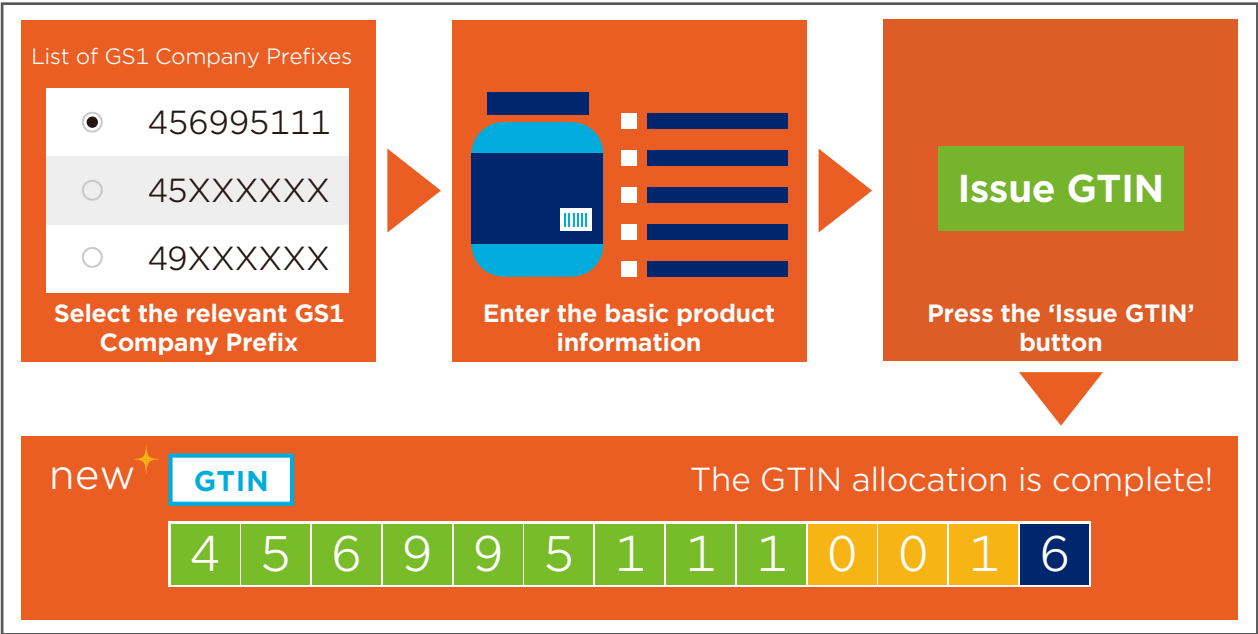 List of GS1 Company Prefixes
456995111
45XXXXXX
49XXXXXX
Select the relevant GS1
Company Prefix
Enter the basic product
information
Issue GTIN
Press the ‘Issue GTIN’
button
new
GTIN
The GTIN allocation is complete!
4 5 6 9 9 5 1 1 1 0 0 1 6